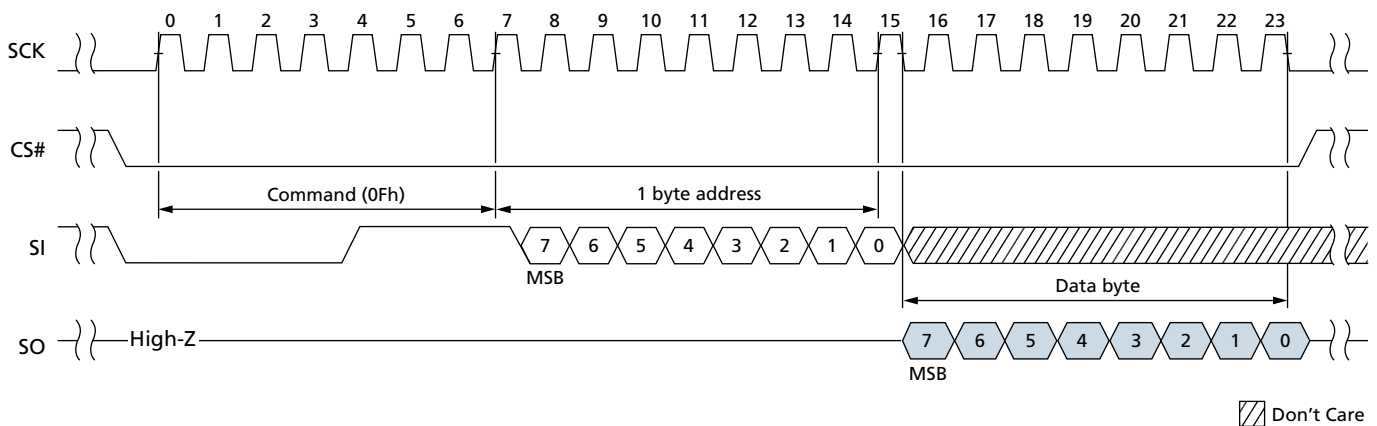 0 1 2 3 4 5 6 7 8 9 10 11 12 13 14 15 16 17 18 19 20 21 22 23
SCK
CS#
Command (0Fh) 1 byte address
SI 7 6 5 4 3 2 1 0
MSB
Data byte
SO High-Z 7 6 5 4 3 2 1 0
MSB
Don't Care